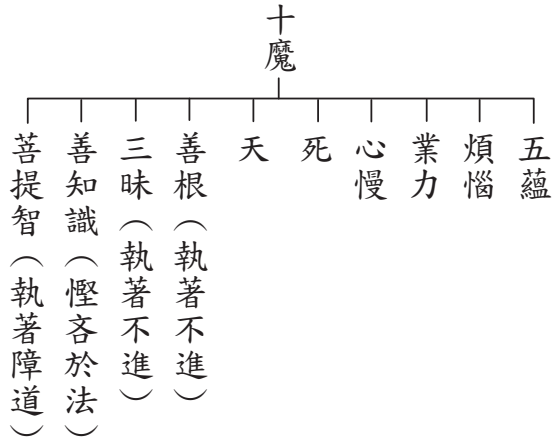 十魔
五蘊
煩惱
業力
心慢
死
天
善根（執著不進）
三昧（執著不進）
善知識（慳吝於法）
菩提智（執著障道）